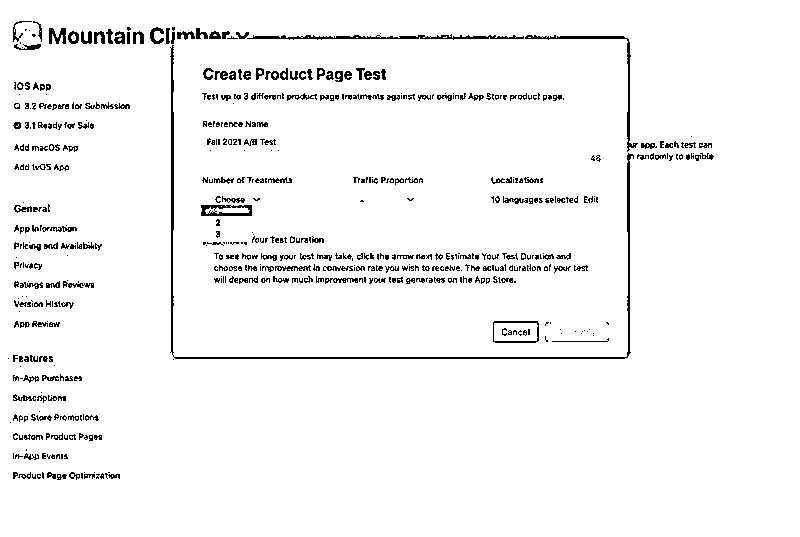 Mountain Climber
iOS App
3.2 Prepare for Submission
3.1 Ready for Sale
Add macOS App
Add tvOS App
General
App Information
Pricing and Availability
Privacy
Ratings and Reviews
Version History
App Review
Features
In-App Purchases
Subscriptions
App Store Promotions
Custom Product Pages
In-App Events
Product Page Optimization
Create Product Page Test
Test up to 3 different product page treatments against your original App Store product page.
Reference Name
Fall 2021 A/B Test
46
Number of Treatments Traffic Proportion Localizations
Choose - 10 languages selected Edit
2
3
Your Test Duration
To see how long your test may take, click the arrow next to Estimate Your Test Duration and
choose the improvement in conversion rate you wish to receive. The actual duration of your test
will depend on how much improvement your test generates on the App Store.
Cancel
ur app. Each test can
n randomly to eligible